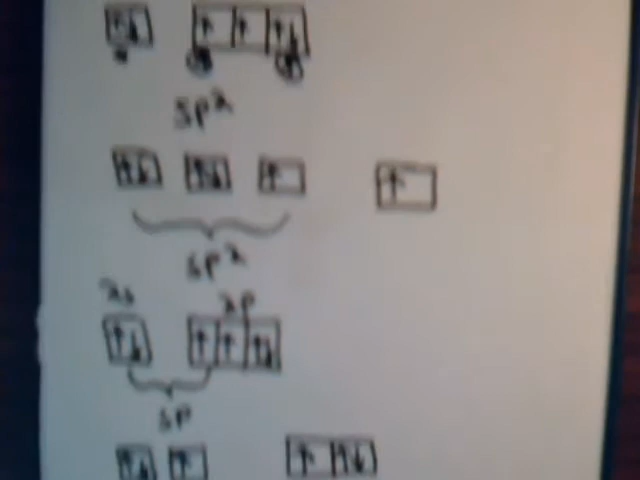 ↑↓ ↑ ↑ ↑↓
sp²
↑↓ ↑↓ ↑ ↑
sp²
2s 2p
↑↓ ↑ ↑ ↑↓
sp
↑↓ ↑ ↑ ↑↓